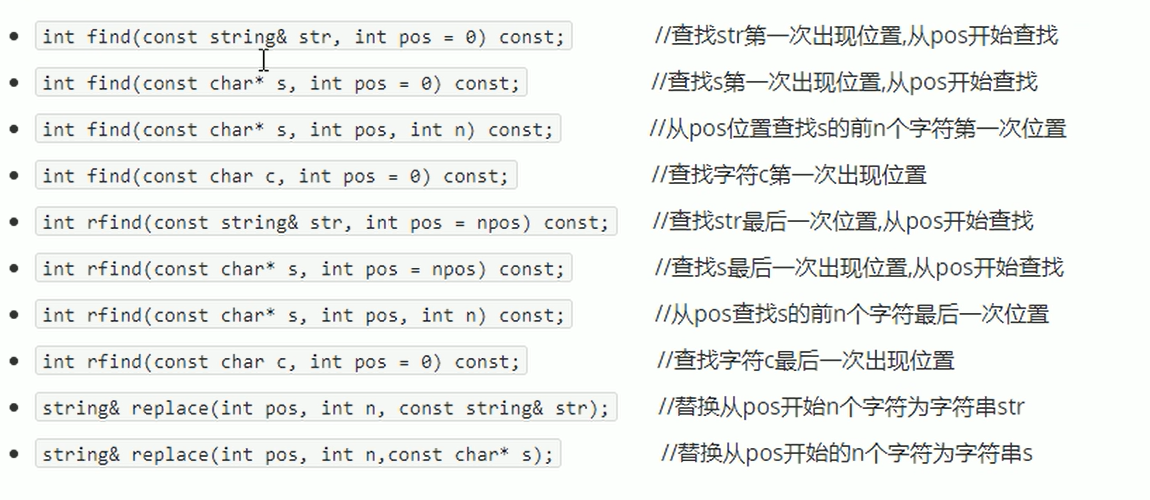 int find(const string& str, int pos = 0) const; //查找str第一次出现位置,从pos开始查找
int find(const char* s, int pos = 0) const; //查找s第一次出现位置,从pos开始查找
int find(const char* s, int pos, int n) const; //从pos位置查找s的前n个字符第一次位置
int find(const char c, int pos = 0) const; //查找字符c第一次出现位置
int rfind(const string& str, int pos = npos) const; //查找str最后一次位置,从pos开始查找
int rfind(const char* s, int pos = npos) const; //查找s最后一次出现位置,从pos开始查找
int rfind(const char* s, int pos, int n) const; //从pos查找s的前n个字符最后一次位置
int rfind(const char c, int pos = 0) const; //查找字符c最后一次出现位置
string& replace(int pos, int n, const string& str); //替换从pos开始n个字符为字符串str
string& replace(int pos, int n,const char* s); //替换从pos开始的n个字符为字符串s